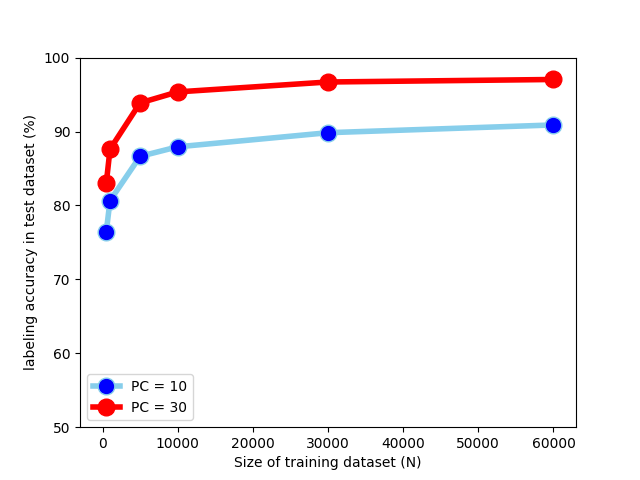 100
90
80
70
60
50
labeling accuracy in test dataset (%)
PC = 10
PC = 30
0 10000 20000 30000 40000 50000 60000
Size of training dataset (N)